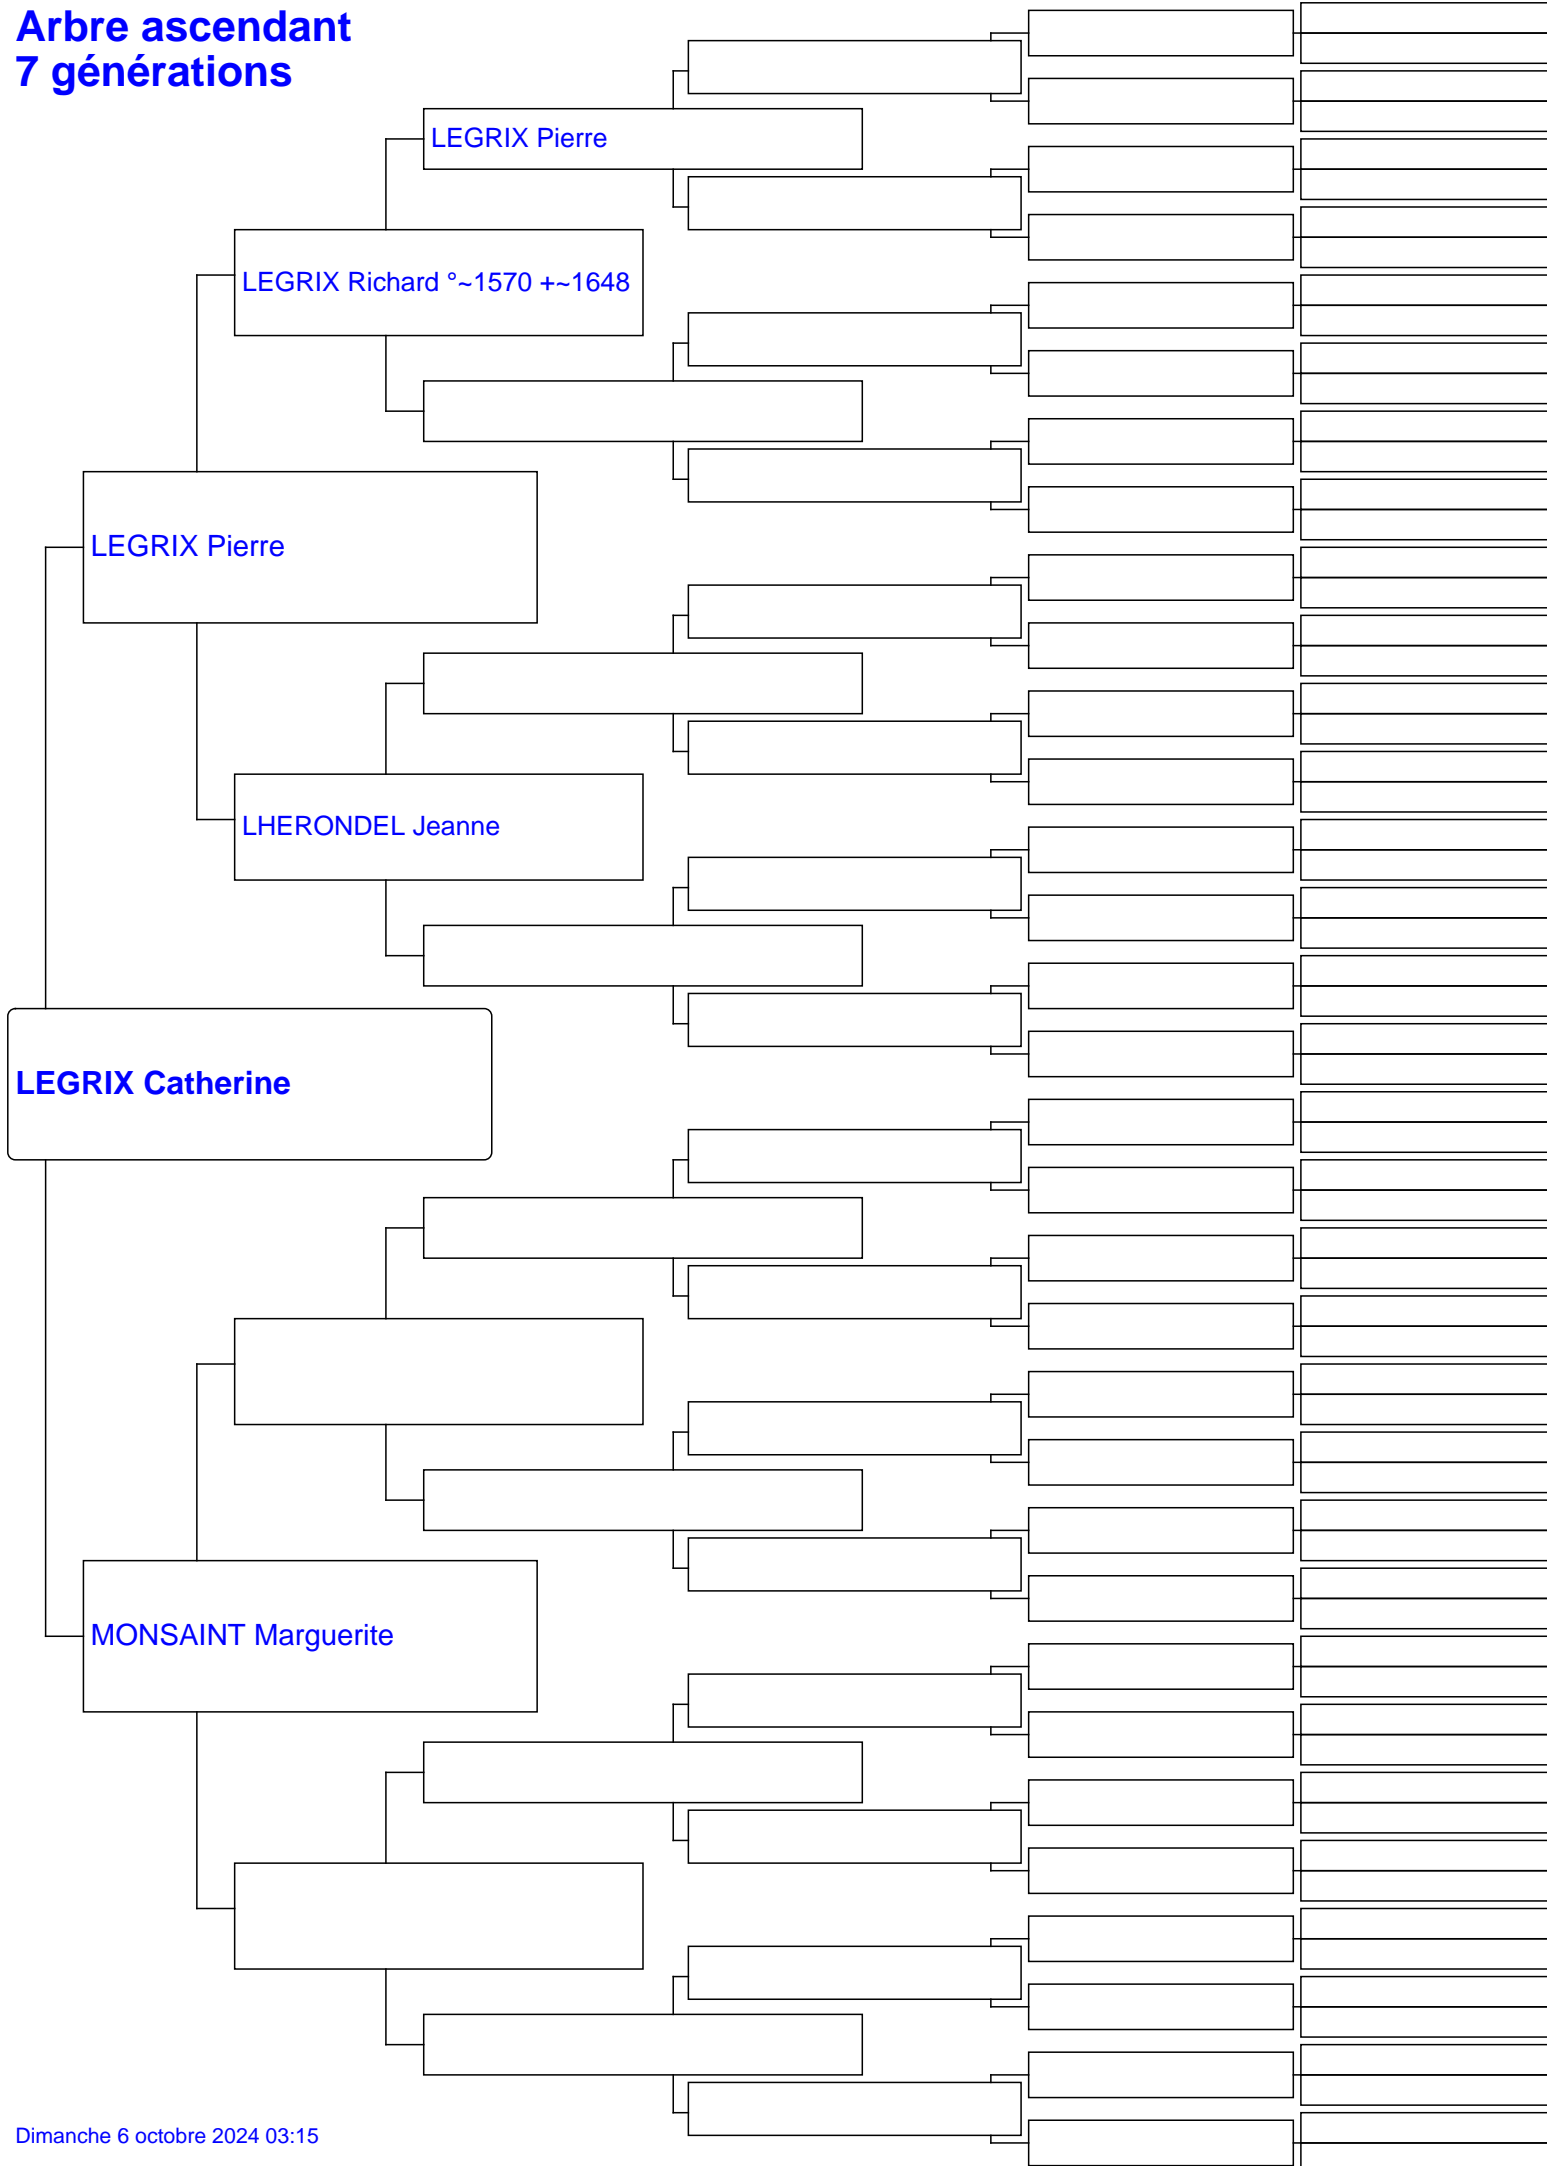 Arbre ascendant
7 générations
LEGRIX Pierre
LEGRIX Richard °~1570 +~1648
LEGRIX Pierre
LHERONDEL Jeanne
LEGRIX Catherine
MONSAINT Marguerite
Dimanche 6 octobre 2024 03:15